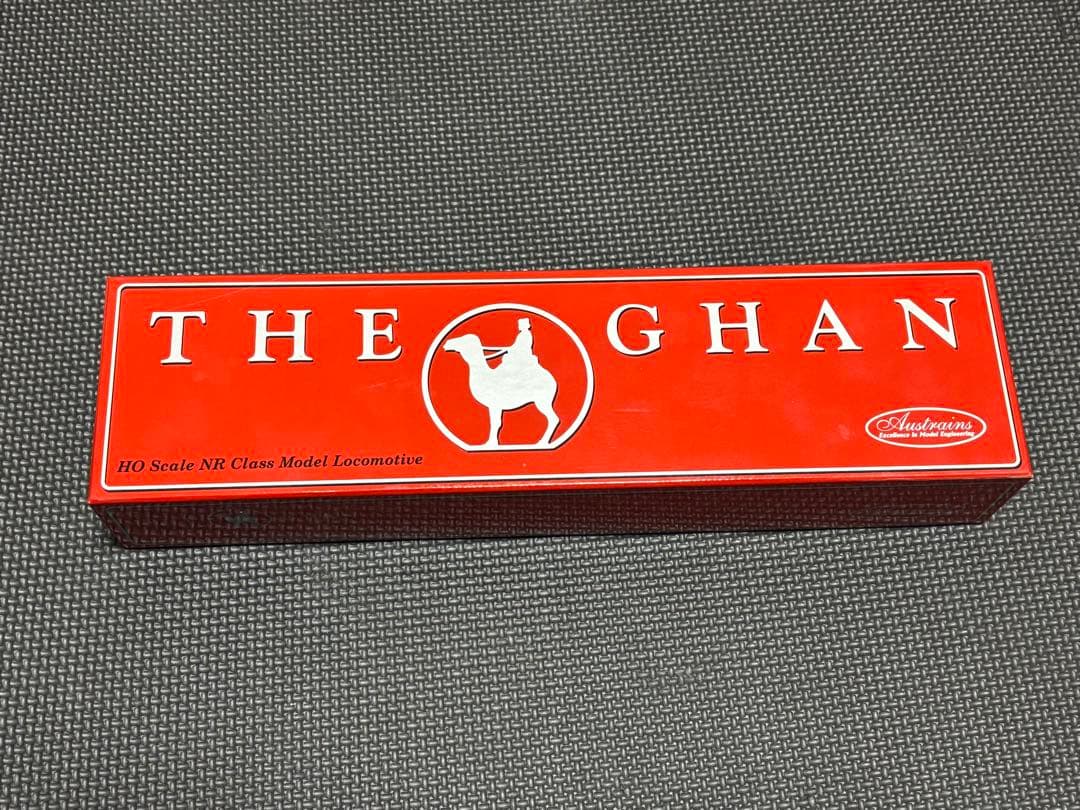 THE GHAN
Austrains
Excellence in Model Engineering
HO Scale NR Class Model Locomotive